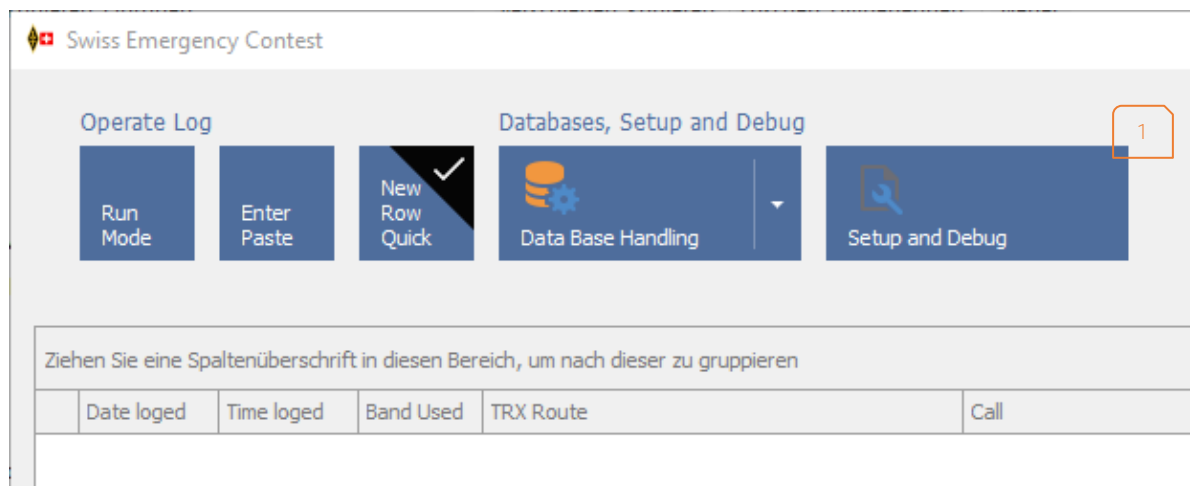 Swiss Emergency Contest
Operate Log
Databases, Setup and Debug
1
Run
Mode
Enter
Paste
New
Row
Quick
Data Base Handling
Setup and Debug
Ziehen Sie eine Spaltenüberschrift in diesen Bereich, um nach dieser zu gruppieren
Date loged Time loged Band Used TRX Route Call